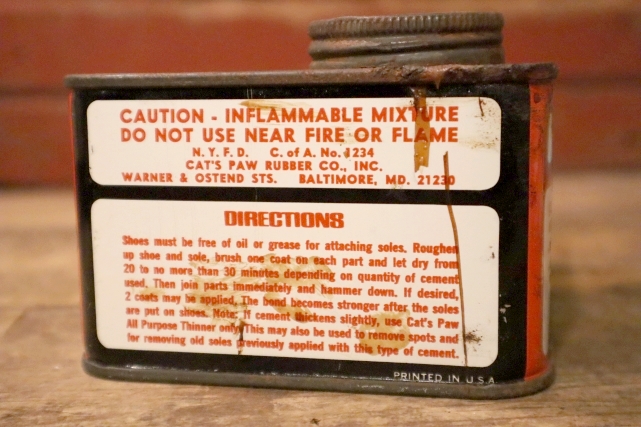 CAUTION - INFLAMMABLE MIXTURE
DO NOT USE NEAR FIRE OR FLAME
N.Y.F.D. C. of A. No. 1234
CAT'S PAW RUBBER CO., INC.
WARNER & OSTEND STS. BALTIMORE, MD. 21230
DIRECTIONS
Shoes must be free of oil or grease for attaching soles. Roughen
up shoe and sole, brush one coat on each part and let dry from
20 to no more than 30 minutes depending on quantity of cement
used. Then join parts immediately and hammer down. If desired,
2 coats may be applied. The bond becomes stronger after the soles
are put on shoes. Note: If cement thickens slightly, use Cat's Paw
All Purpose Thinner only. This may also be used to remove spots and
for removing old soles previously applied with this type of cement.
PRINTED IN U.S.A.